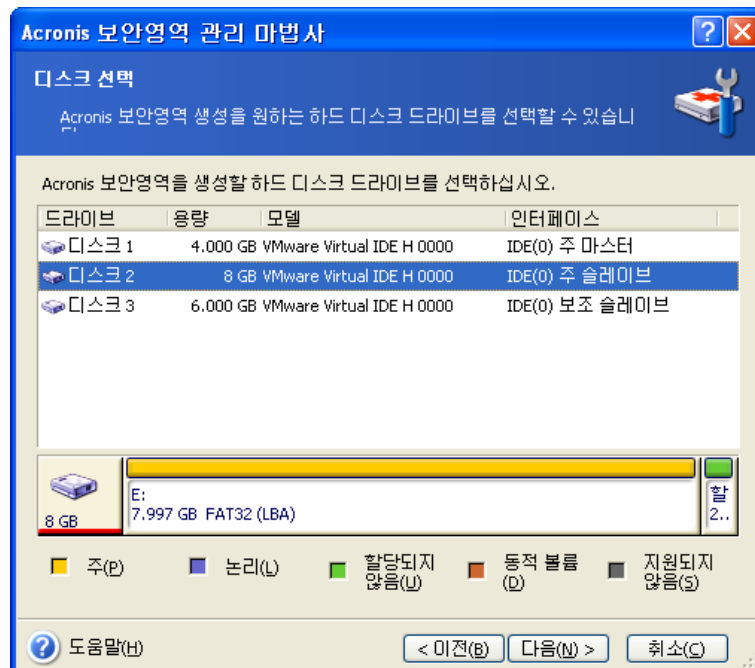 Acronis 보안영역 관리 마법사
디스크 선택
Acronis 보안영역 생성을 원하는 하드 디스크 드라이브를 선택할 수 있습니
Acronis 보안영역을 생성할 하드 디스크 드라이브를 선택하십시오.
드라이브 용량 모델 인터페이스
디스크 1 4.000 GB VMware Virtual IDE H 0000 IDE(0) 주 마스터
디스크 2 8 GB VMware Virtual IDE H 0000 IDE(0) 주 슬레이브
디스크 3 6.000 GB VMware Virtual IDE H 0000 IDE(0) 보조 슬레이브
E: 할
8 GB 7.997 GB FAT32 (LBA) 2..
주(P) 논리(L) 할당되지 않음(U) 동적 볼륨 (D) 지원되지 않음(S)
도움말(H) < 이전(B) 다음(N) > 취소(C)